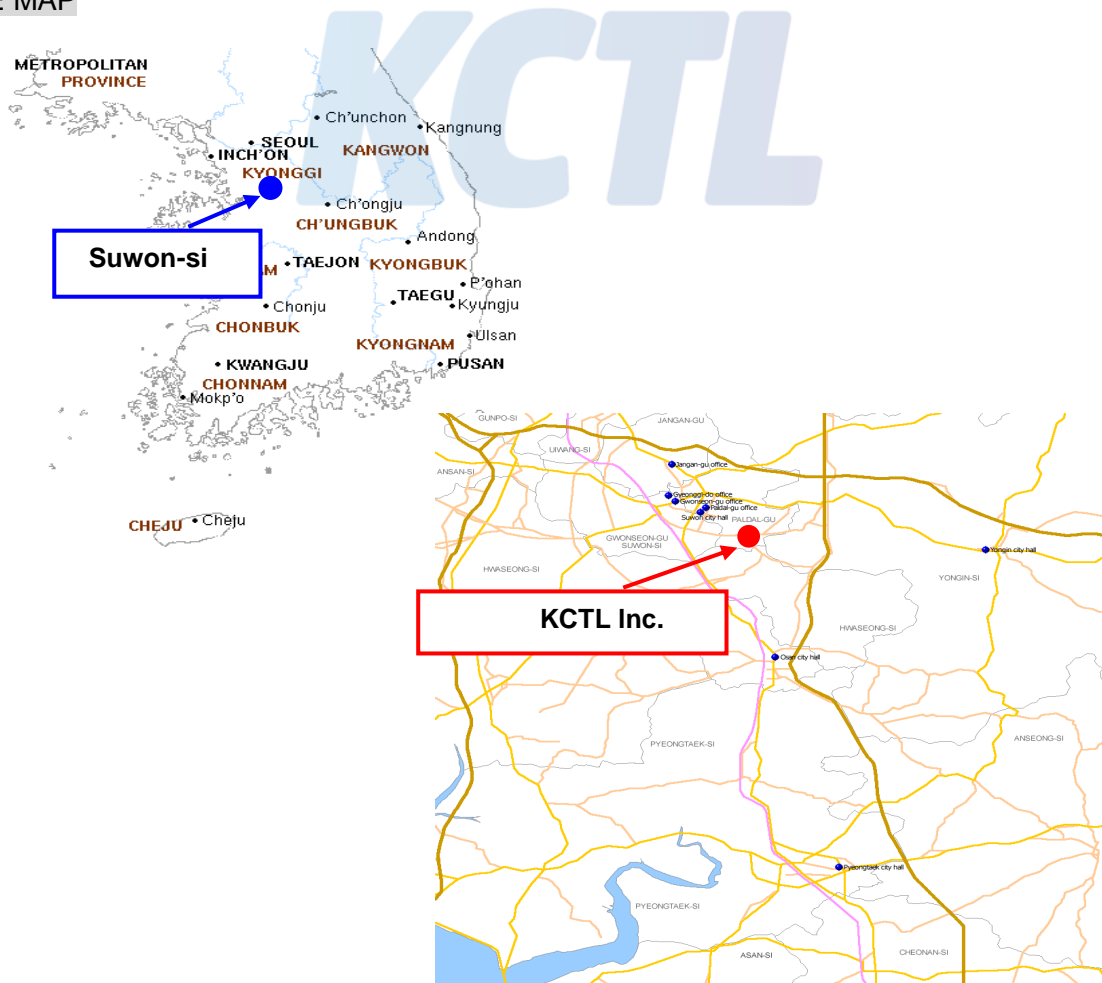 E MAP
KCTL
METROPOLITAN
PROVINCE
Ch'unchon
Kangnung
SEOUL
INCH'ON
KANGWON
KYONGGI
Ch'ongju
CH'UNGBUK
Andong
Suwon-si
AM
TAEJON
KYONGBUK
P'ohan
TAEGU
Kyungju
Chonju
CHONBUK
Ulsan
KYONGNAM
KWANGJU
PUSAN
CHONNAM
Mokp'o
CHEJU
Cheju
GUNPO-SI
JANGAN-GU
UIWANG-SI
Jangan-gu office
ANSAN-SI
Gyeonggi-do office
Gwonseon-gu office
Paldal-gu office
Suwon city hall
PALDAL-GU
GWONSEON-GU
SUWON-SI
Yongin city hall
HWASEONG-SI
YONGIN-SI
KCTL Inc.
HWASEONG-SI
Osan city hall
ANSEONG-SI
PYEONGTAEK-SI
Pyeongtaek city hall
PYEONGTAEK-SI
ASAN-SI
CHEONAN-SI